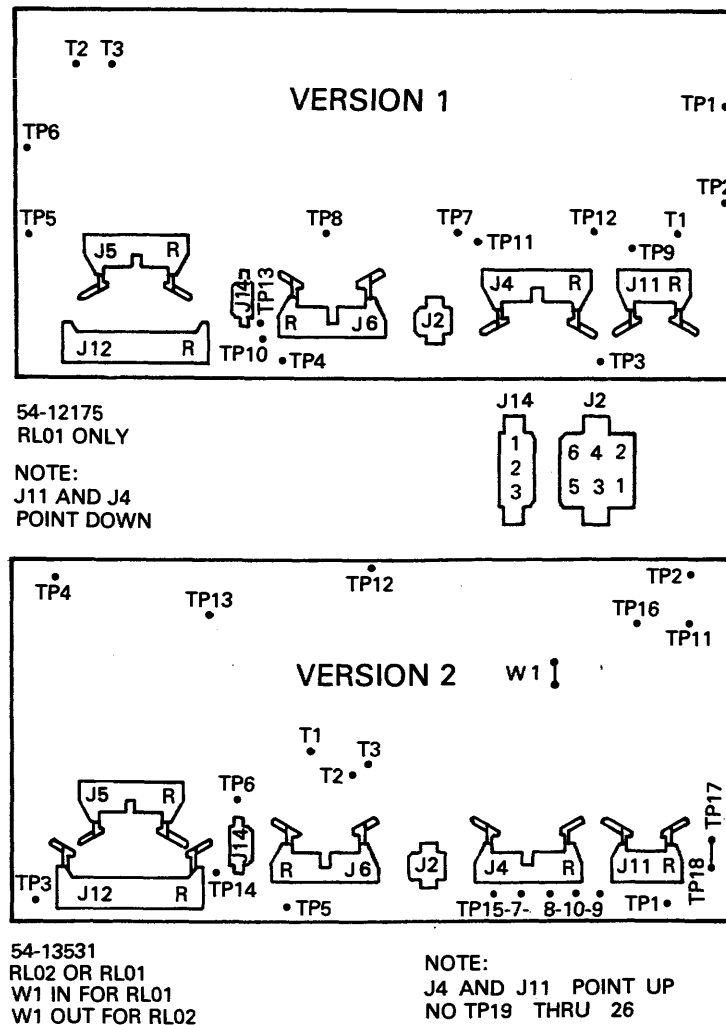 T2 T3
VERSION 1
TP1
TP6
TP2
TP5
TP8
TP7
TP12
T1
TP11
TP9
J5 R
J14
TP13
J4 R
J11 R
R J6
J2
J12 R
TP10
TP4
TP3
54-12175
RL01 ONLY
NOTE:
J11 AND J4
POINT DOWN
J14
1
2
3
J2
6 4 2
5 3 1
TP4
TP12
TP2
TP13
TP16
TP11
VERSION 2
W1
T1
T3
T2
J5 R
TP6
TP17
J14
R J6
J2
J4 R
J11 R
TP18
TP3
J12 R
TP14
TP5
TP15-7- 8-10-9
TP1
54-13531
RL02 OR RL01
W1 IN FOR RL01
W1 OUT FOR RL02
NOTE:
J4 AND J11 POINT UP
NO TP19 THRU 26